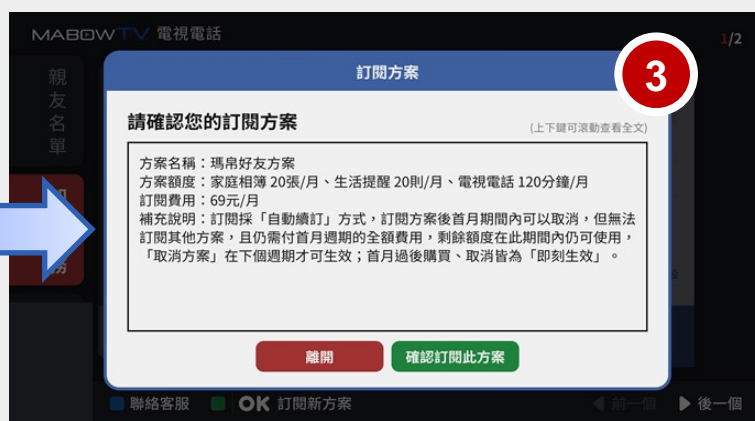 MABOWTV 電視電話
1/2
親
友
名
單
務
訂閱方案
3
請確認您的訂閱方案
(上下鍵可滾動查看全文)
方案名稱：瑪帛好友方案
方案額度：家庭相簿 20張/月、生活提醒 20則/月、電視電話 120分鐘/月
訂閱費用：69元/月
補充說明：訂閱採「自動續訂」方式，訂閱方案後首月期間內可以取消，但無法
訂閱其他方案，且仍需付首月週期的全額費用，剩餘額度在此期間內仍可使用，
「取消方案」在下個週期才可生效；首月過後購買、取消皆為「即刻生效」。
離開
確認訂閱此方案
聯絡客服
OK 訂閱新方案
前一個
後一個